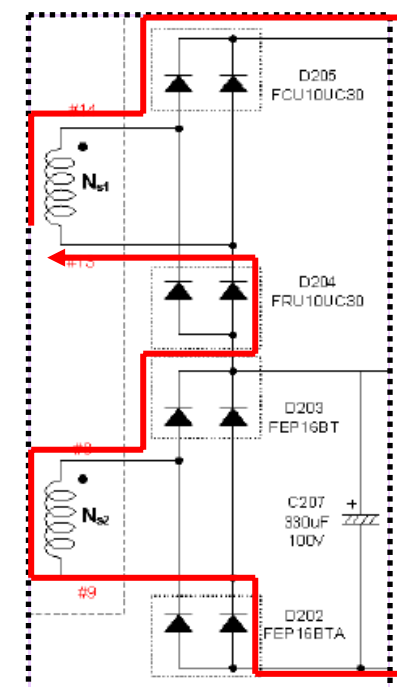 D205
FCU10UC30
#14
Ns1
#13
D204
FRU10UC30
D203
FEP16BT
#8
Ns2
C207
330uF
100V
+
#9
D202
FEP16BTA